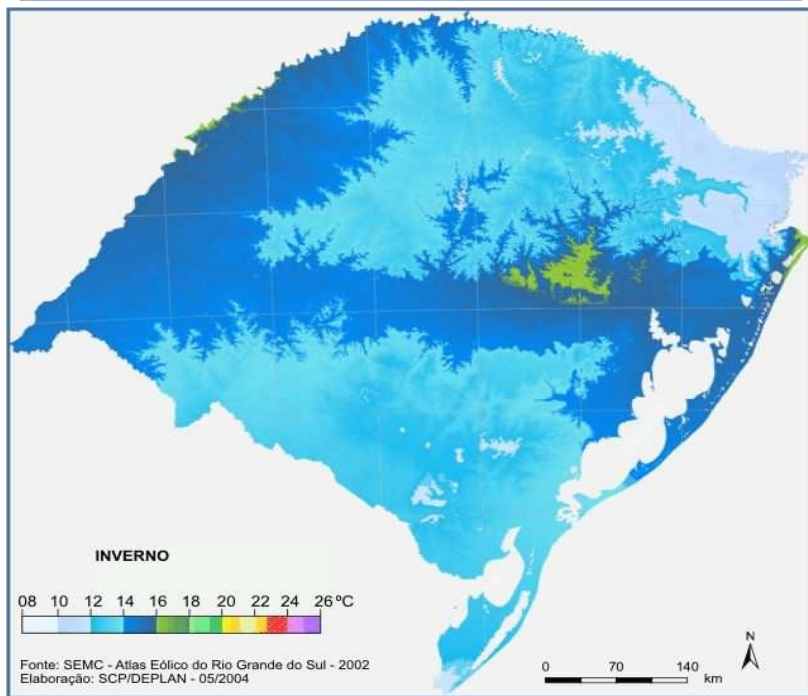 INVERNO
08 10 12 14 16 18 20 22 24 26 ºC
Fonte: SEMC - Atlas Eólico do Rio Grande do Sul - 2002
Elaboração: SCP/DEPLAN - 05/2004
N
0 70 140
km